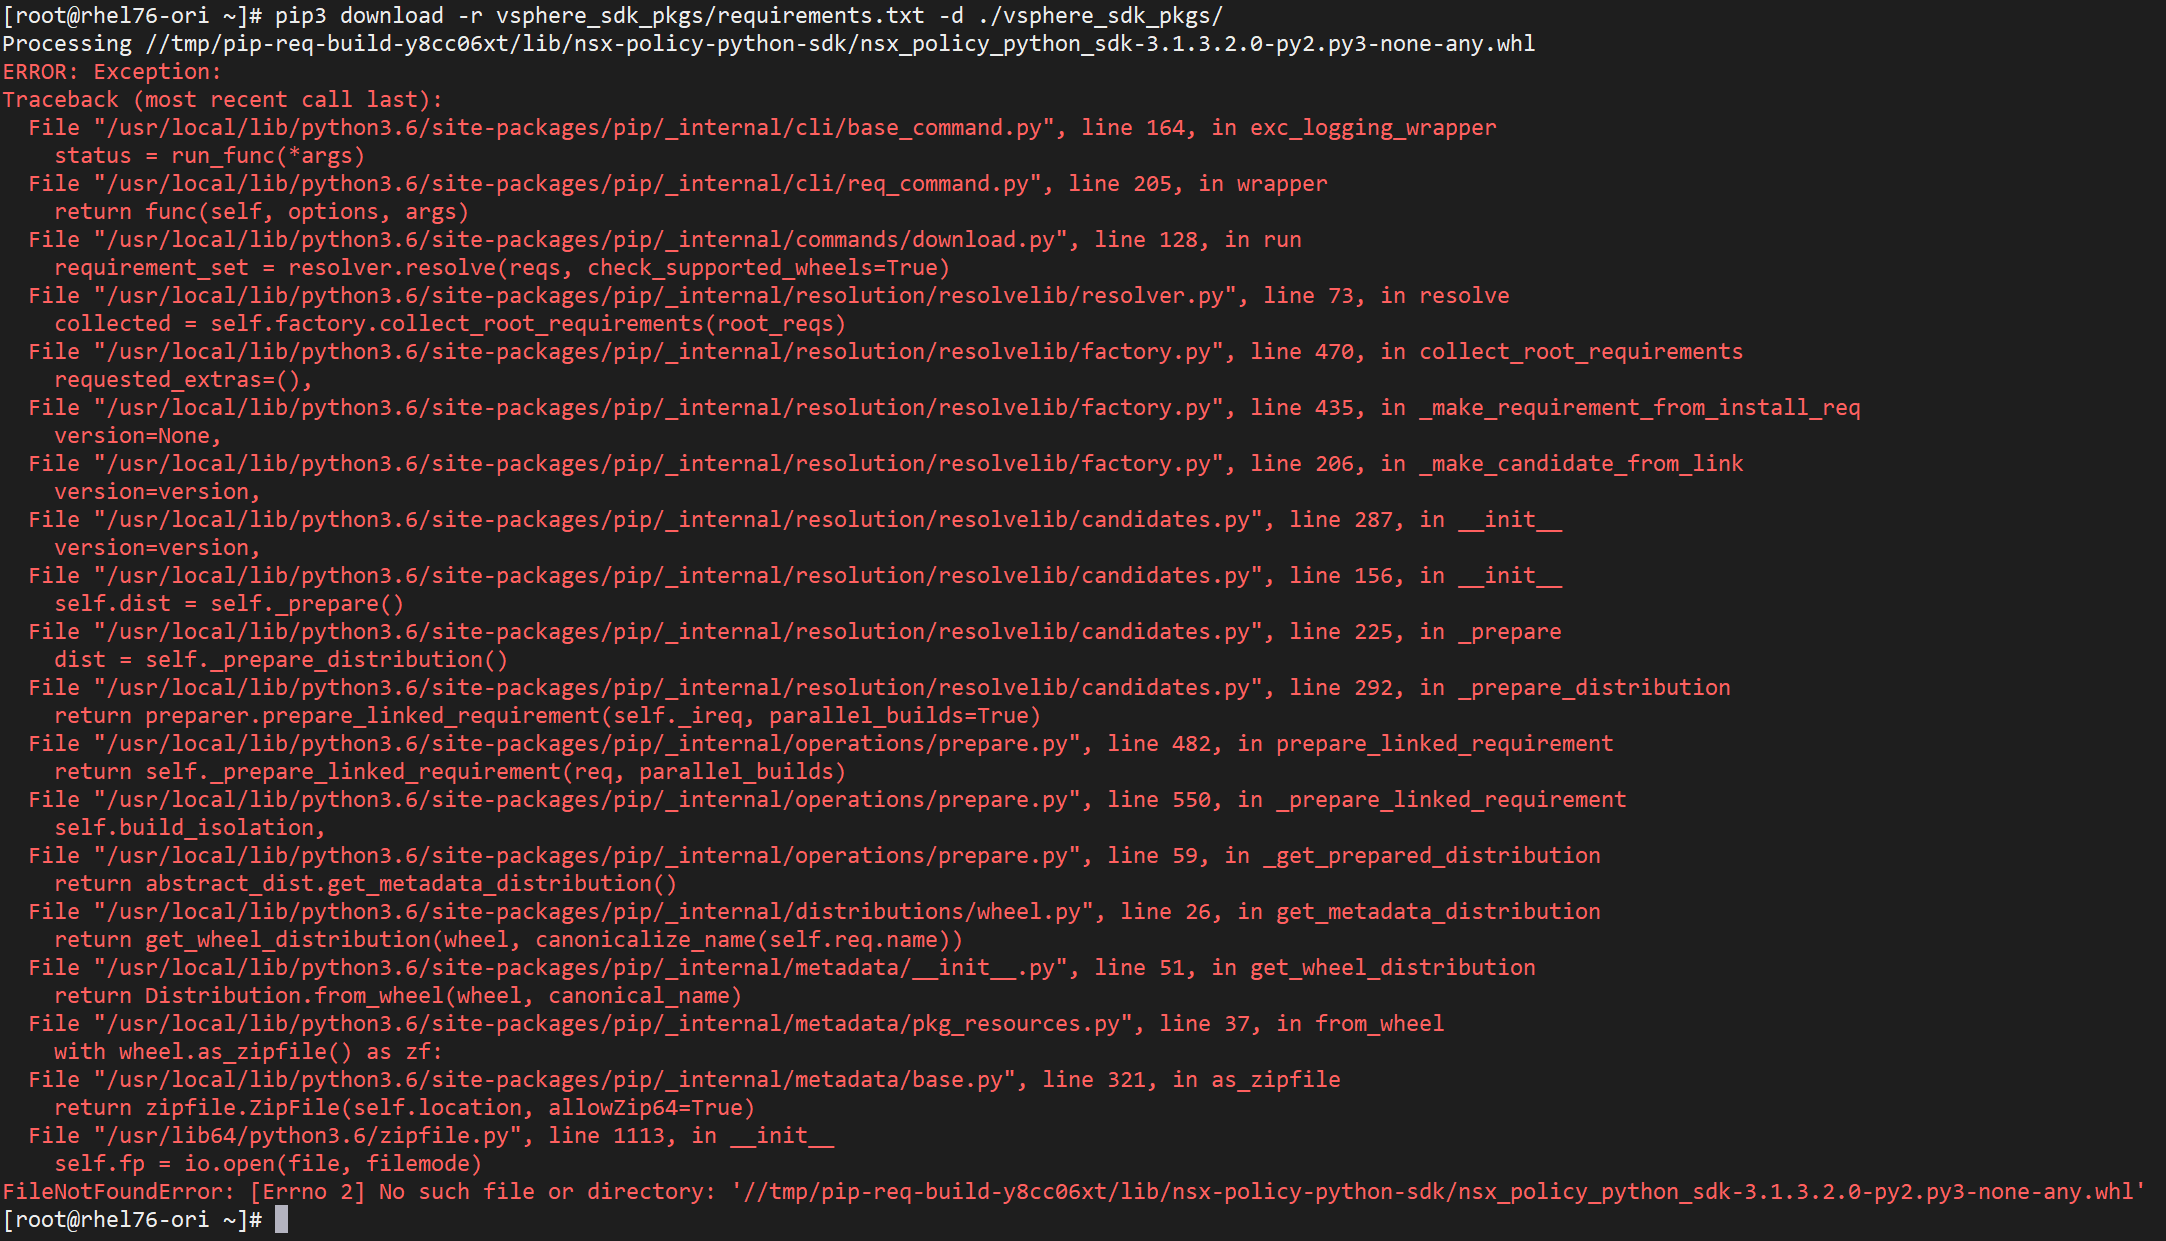 [root@rhel76-ori ~]# pip3 download -r vsphere_sdk_pkgs/requirements.txt -d ./vsphere_sdk_pkgs/
Processing //tmp/pip-req-build-y8cc06xt/lib/nsx-policy-python-sdk/nsx_policy_python_sdk-3.1.3.2.0-py2.py3-none-any.whl
ERROR: Exception:
Traceback (most recent call last):
  File "/usr/local/lib/python3.6/site-packages/pip/_internal/cli/base_command.py", line 164, in exc_logging_wrapper
    status = run_func(*args)
  File "/usr/local/lib/python3.6/site-packages/pip/_internal/cli/req_command.py", line 205, in wrapper
    return func(self, options, args)
  File "/usr/local/lib/python3.6/site-packages/pip/_internal/commands/download.py", line 128, in run
    requirement_set = resolver.resolve(reqs, check_supported_wheels=True)
  File "/usr/local/lib/python3.6/site-packages/pip/_internal/resolution/resolvelib/resolver.py", line 73, in resolve
    collected = self.factory.collect_root_requirements(root_reqs)
  File "/usr/local/lib/python3.6/site-packages/pip/_internal/resolution/resolvelib/factory.py", line 470, in collect_root_requirements
    requested_extras=(),
  File "/usr/local/lib/python3.6/site-packages/pip/_internal/resolution/resolvelib/factory.py", line 435, in _make_requirement_from_install_req
    version=None,
  File "/usr/local/lib/python3.6/site-packages/pip/_internal/resolution/resolvelib/factory.py", line 206, in _make_candidate_from_link
    version=version,
  File "/usr/local/lib/python3.6/site-packages/pip/_internal/resolution/resolvelib/candidates.py", line 287, in __init__
    version=version,
  File "/usr/local/lib/python3.6/site-packages/pip/_internal/resolution/resolvelib/candidates.py", line 156, in __init__
    self.dist = self._prepare()
  File "/usr/local/lib/python3.6/site-packages/pip/_internal/resolution/resolvelib/candidates.py", line 225, in _prepare
    dist = self._prepare_distribution()
  File "/usr/local/lib/python3.6/site-packages/pip/_internal/resolution/resolvelib/candidates.py", line 292, in _prepare_distribution
    return preparer.prepare_linked_requirement(self._ireq, parallel_builds=True)
  File "/usr/local/lib/python3.6/site-packages/pip/_internal/operations/prepare.py", line 482, in prepare_linked_requirement
    return self._prepare_linked_requirement(req, parallel_builds)
  File "/usr/local/lib/python3.6/site-packages/pip/_internal/operations/prepare.py", line 550, in _prepare_linked_requirement
    self.build_isolation,
  File "/usr/local/lib/python3.6/site-packages/pip/_internal/operations/prepare.py", line 59, in _get_prepared_distribution
    return abstract_dist.get_metadata_distribution()
  File "/usr/local/lib/python3.6/site-packages/pip/_internal/distributions/wheel.py", line 26, in get_metadata_distribution
    return get_wheel_distribution(wheel, canonicalize_name(self.req.name))
  File "/usr/local/lib/python3.6/site-packages/pip/_internal/metadata/__init__.py", line 51, in get_wheel_distribution
    return Distribution.from_wheel(wheel, canonical_name)
  File "/usr/local/lib/python3.6/site-packages/pip/_internal/metadata/pkg_resources.py", line 37, in from_wheel
    with wheel.as_zipfile() as zf:
  File "/usr/local/lib/python3.6/site-packages/pip/_internal/metadata/base.py", line 321, in as_zipfile
    return zipfile.ZipFile(self.location, allowZip64=True)
  File "/usr/lib64/python3.6/zipfile.py", line 1113, in __init__
    self.fp = io.open(file, filemode)
FileNotFoundError: [Errno 2] No such file or directory: '//tmp/pip-req-build-y8cc06xt/lib/nsx-policy-python-sdk/nsx_policy_python_sdk-3.1.3.2.0-py2.py3-none-any.whl'
[root@rhel76-ori ~]#